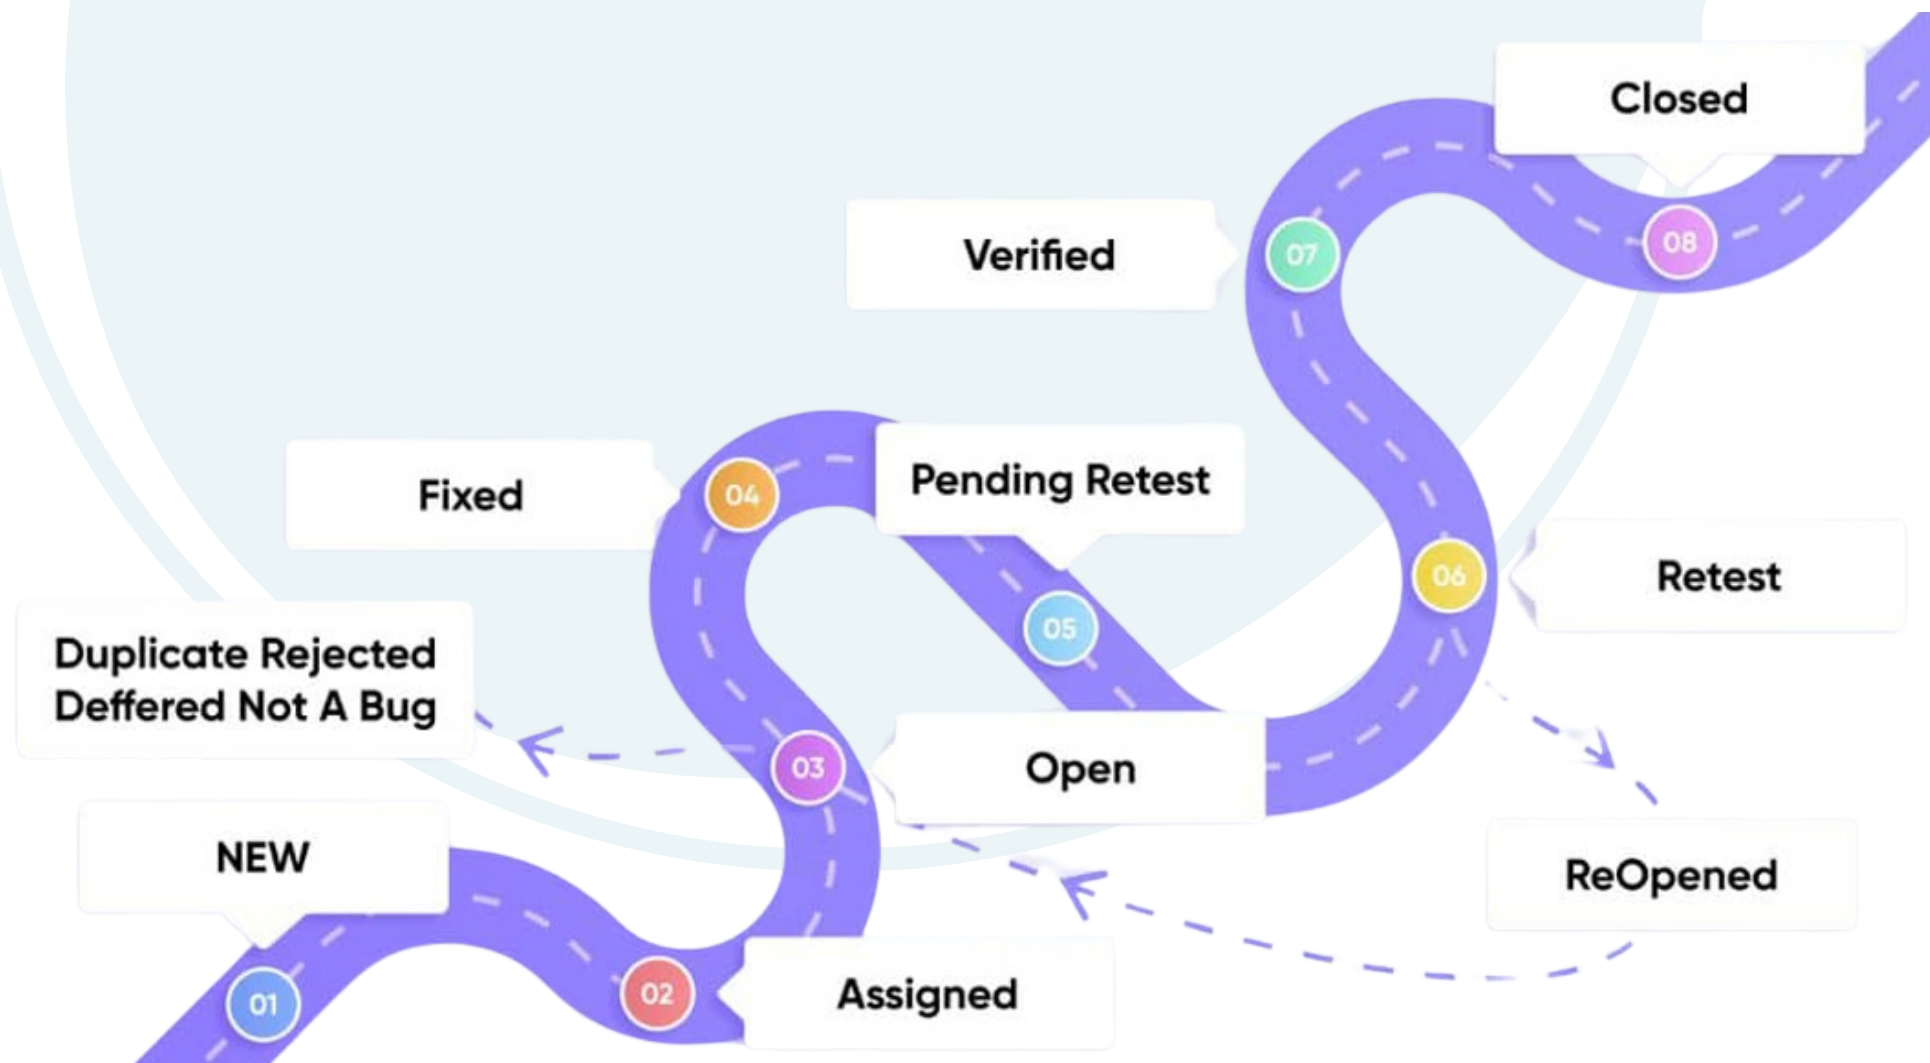 Closed
08
Verified
07
Fixed
04
Pending Retest
05
06
Retest
Duplicate Rejected
Deffered Not A Bug
03
Open
NEW
01
02
Assigned
ReOpened